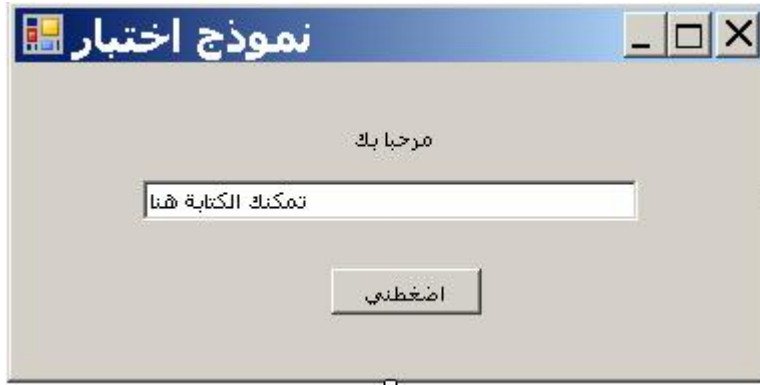 نموذج اختبار
مرحبا بك
تمكنك الكتابة هنا
اضغطني